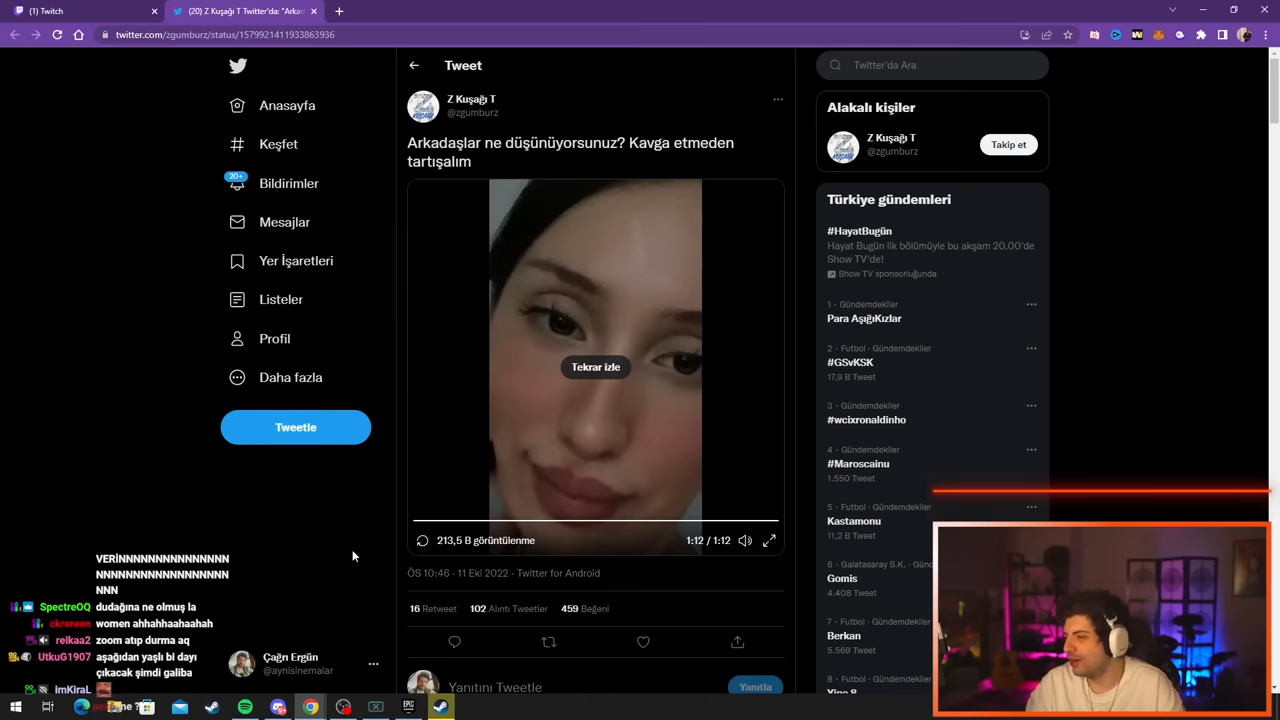 (1) Twitch
(20) Z Kuşağı T Twitter'da: "Arka
twitter.com/zgumburz/status/1579921411933863936
Anasayfa
Keşfet
20+
Bildirimler
Mesajlar
Yer İşaretleri
Listeler
Profil
Daha fazla
Tweetle
Çağrı Ergün
@aynisinemalar
Tweet
Z Kuşağı T
@zgumburz
Arkadaşlar ne düşünüyorsunuz? Kavga etmeden
tartışalım
Tekrar izle
213,5 B görüntülenme
1:12 / 1:12
ÖS 10:46 · 11 Eki 2022 · Twitter for Android
16 Retweet 102 Alıntı Tweetler 459 Beğeni
Yanıtını Tweetle
Yanıtla
Twitter'da Ara
Alakalı kişiler
Z Kuşağı T
@zgumburz
Takip et
Türkiye gündemleri
#HayatBugün
Hayat Bugün ilk bölümüyle bu akşam 20.00'de
Show TV'de!
Show TV sponsorluğunda
1 · Gündemdekiler
Para AşığıKızlar
2 · Futbol · Gündemdekiler
#GSvKSK
17,9 B Tweet
3 · Gündemdekiler
#wcixronaldinho
4 · Gündemdekiler
#Maroscainu
1.550 Tweet
5 · Futbol · Gündemdekiler
Kastamonu
11,2 B Tweet
6 · Galatasaray S.K. · Günd
Gomis
4.408 Tweet
7 · Futbol · Gündemdekiler
Berkan
5.569 Tweet
8 · Futbol · Gündemdekiler
VERİNNNNNNNNNNNNNNN
NNNNNNNNNNNNNNNNNNN
NNN
SpectreOQ dudağına ne olmuş la
ckrereen women ahhahhaahaahah
reikaa2 zoom atıp durma aq
UtkuG1907 aşağıdan yaşlı bi dayı
çıkacak şimdi galiba
ImKiraL